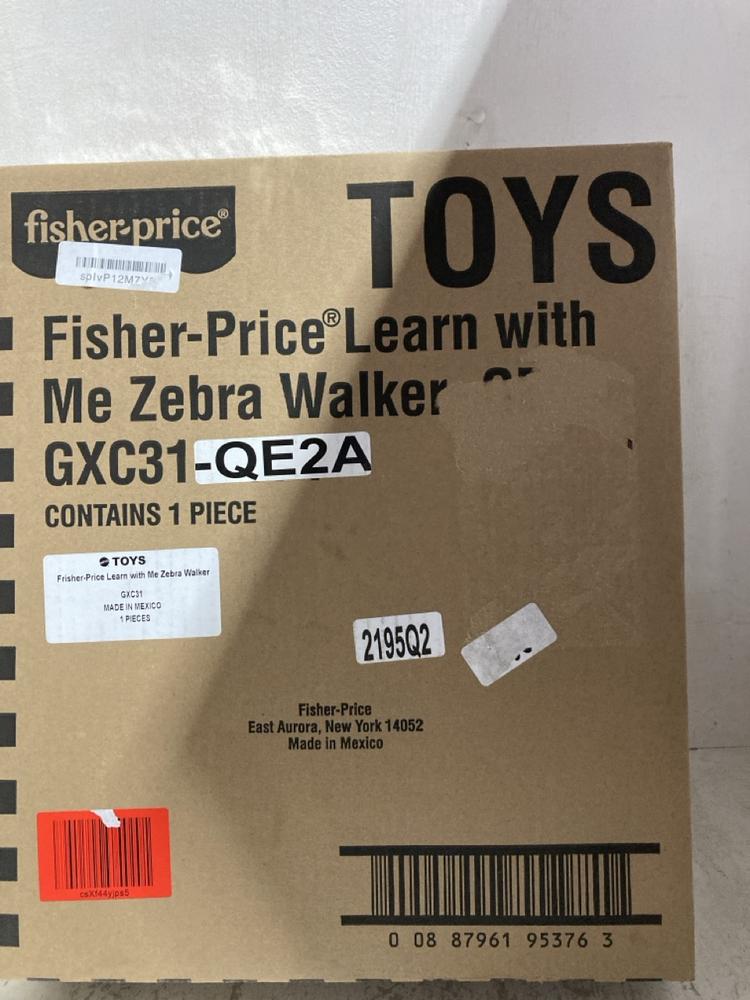 fisher-price®
TOYS
Fisher-Price® Learn with
Me Zebra Walker
GXC31-QE2A
CONTAINS 1 PIECE
TOYS
Frisher-Price Learn with Me Zebra Walker
GXC31
MADE IN MEXICO
1 PIECES
2195Q2
Fisher-Price
East Aurora, New York 14052
Made in Mexico
csXf44yjps5
0 08 87961 95376 3